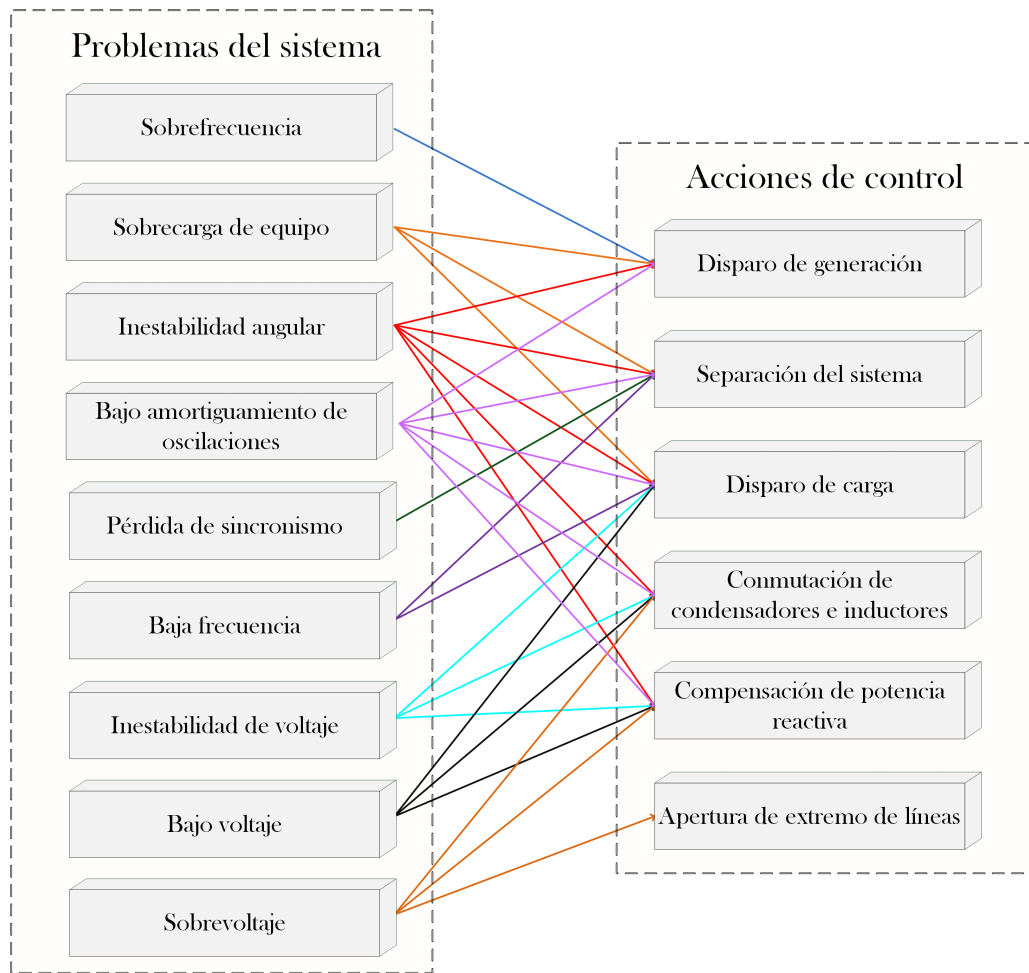 Problemas del sistema
Sobrefrecuencia
Sobrecarga de equipo
Inestabilidad angular
Bajo amortiguamiento de
oscilaciones
Pérdida de sincronismo
Baja frecuencia
Inestabilidad de voltaje
Bajo voltaje
Sobrevoltaje
Acciones de control
Disparo de generación
Separación del sistema
Disparo de carga
Conmutación de
condensadores e inductores
Compensación de potencia
reactiva
Apertura de extremo de líneas